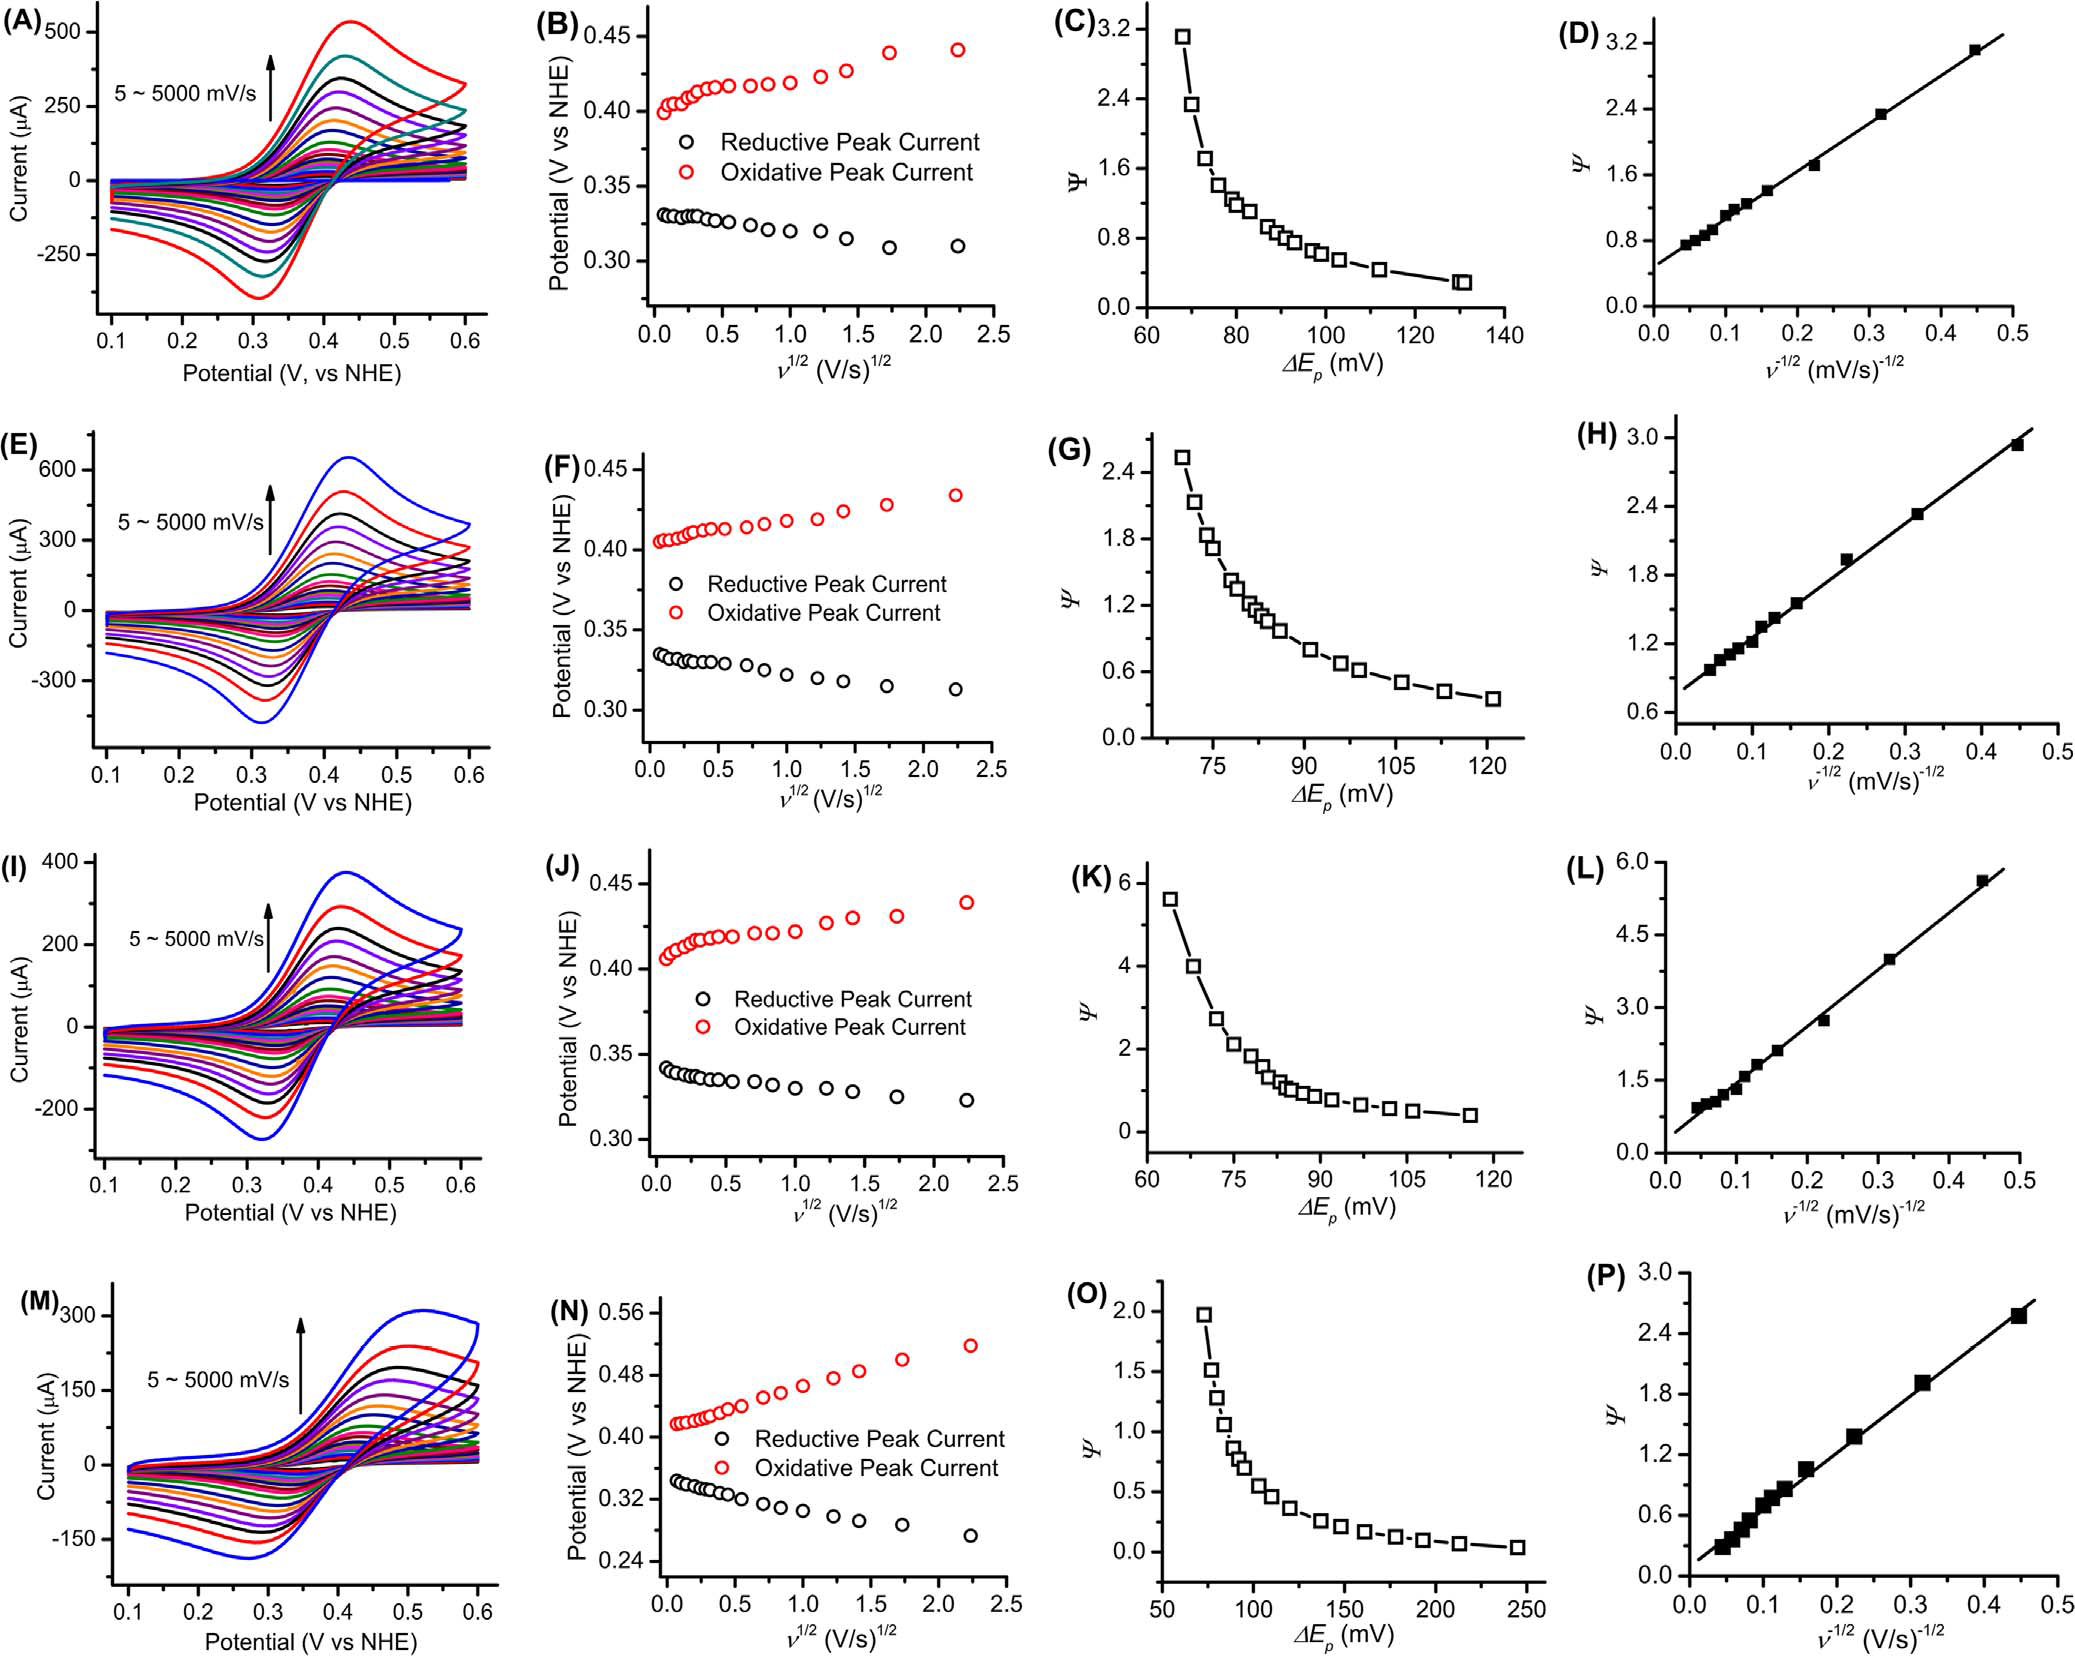 (A)
500
250
0
-250
Current (μA)
5 ~ 5000 mV/s
0.1 0.2 0.3 0.4 0.5 0.6
Potential (V, vs NHE)
(B)
0.45
0.40
0.35
0.30
Potential (V vs NHE)
Reductive Peak Current
Oxidative Peak Current
0.0 0.5 1.0 1.5 2.0 2.5
ν1/2 (V/s)1/2
(C)
3.2
2.4
1.6
0.8
0.0
Ψ
60 80 100 120 140
ΔEp (mV)
(D)
3.2
2.4
1.6
0.8
0.0
Ψ
0.0 0.1 0.2 0.3 0.4 0.5
ν-1/2 (mV/s)-1/2
(E)
600
300
0
-300
Current (μA)
5 ~ 5000 mV/s
0.1 0.2 0.3 0.4 0.5 0.6
Potential (V vs NHE)
(F)
0.45
0.40
0.35
0.30
Potential (V vs NHE)
Reductive Peak Current
Oxidative Peak Current
0.0 0.5 1.0 1.5 2.0 2.5
ν1/2 (V/s)1/2
(G)
2.4
1.8
1.2
0.6
0.0
Ψ
75 90 105 120
ΔEp (mV)
(H)
3.0
2.4
1.8
1.2
0.6
Ψ
0.0 0.1 0.2 0.3 0.4 0.5
ν-1/2 (mV/s)-1/2
(I)
400
200
0
-200
Current (μA)
5 ~ 5000 mV/s
0.1 0.2 0.3 0.4 0.5 0.6
Potential (V vs NHE)
(J)
0.45
0.40
0.35
0.30
Potential (V vs NHE)
Reductive Peak Current
Oxidative Peak Current
0.0 0.5 1.0 1.5 2.0 2.5
ν1/2 (V/s)1/2
(K)
6
4
2
0
Ψ
60 75 90 105 120
ΔEp (mV)
(L)
6.0
4.5
3.0
1.5
0.0
Ψ
0.0 0.1 0.2 0.3 0.4 0.5
ν-1/2 (mV/s)-1/2
(M)
300
150
0
-150
Current (μA)
5 ~ 5000 mV/s
0.1 0.2 0.3 0.4 0.5 0.6
Potential (V vs NHE)
(N)
0.56
0.48
0.40
0.32
0.24
Potential (V vs NHE)
Reductive Peak Current
Oxidative Peak Current
0.0 0.5 1.0 1.5 2.0 2.5
ν1/2 (V/s)1/2
(O)
2.0
1.5
1.0
0.5
0.0
Ψ
50 100 150 200 250
ΔEp (mV)
(P)
3.0
2.4
1.8
1.2
0.6
0.0
Ψ
0.0 0.1 0.2 0.3 0.4 0.5
ν-1/2 (V/s)-1/2